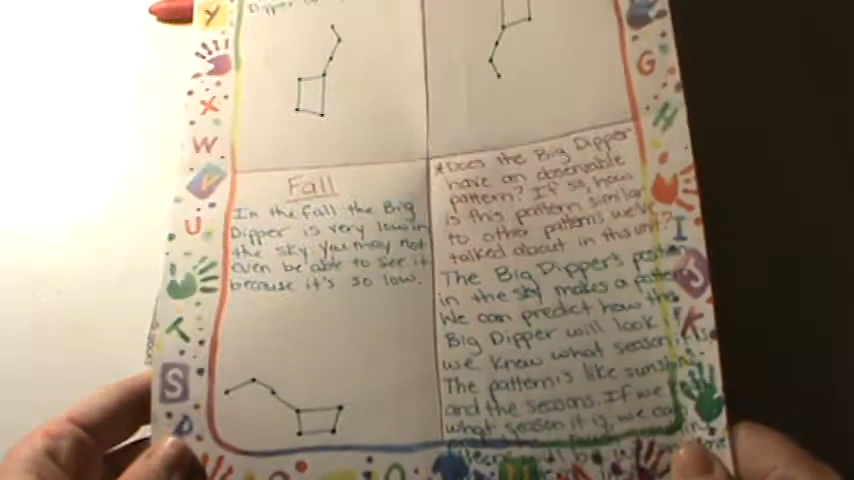 Dipper
Fall
In the fall the Big
Dipper is very low in
the sky you may not
even be able to see it
because it's so low.
*Does the Big Dipper
have an observable
pattern? If so, how
is this pattern similar
to other patterns we've
talked about in this unit?
The Big Dipper's
in the sky makes a pattern
We can predict how the
Big Dipper will look
we know what season it is
The pattern is like
and the seasons. If we
what season it is, we can
Y
X
W
V
U
T
S
G
H
I
J
K